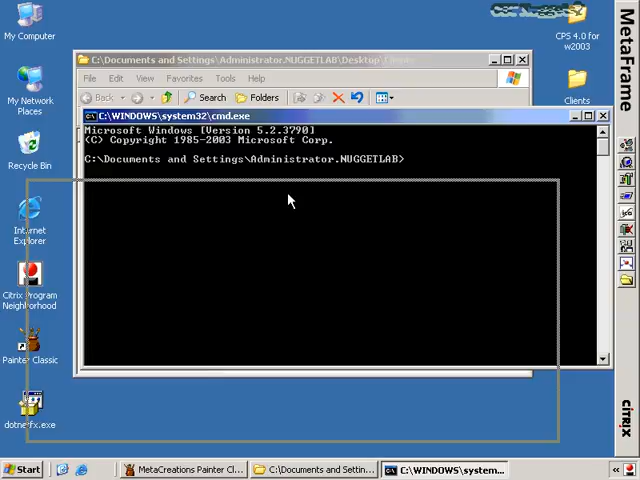 My Computer
CPS 4.0 for
w2003
MetaFrame
C:\Documents and Settings\Administrator.NUGGETLAB\Desktop\
File Edit View Favorites Tools Help
Back Search Folders
My Network
Places
Clients
C:\WINDOWS\system32\cmd.exe
Microsoft Windows [Version 5.2.3790]
(C) Copyright 1985-2003 Microsoft Corp.
C:\Documents and Settings\Administrator.NUGGETLAB>
Recycle Bin
Internet
Explorer
Citrix Program
Neighborhood
Painter Classic
dotnetfx.exe
CITRIX
Start MetaCreations Painter Cl... C:\Documents and Settin... C:\WINDOWS\system...